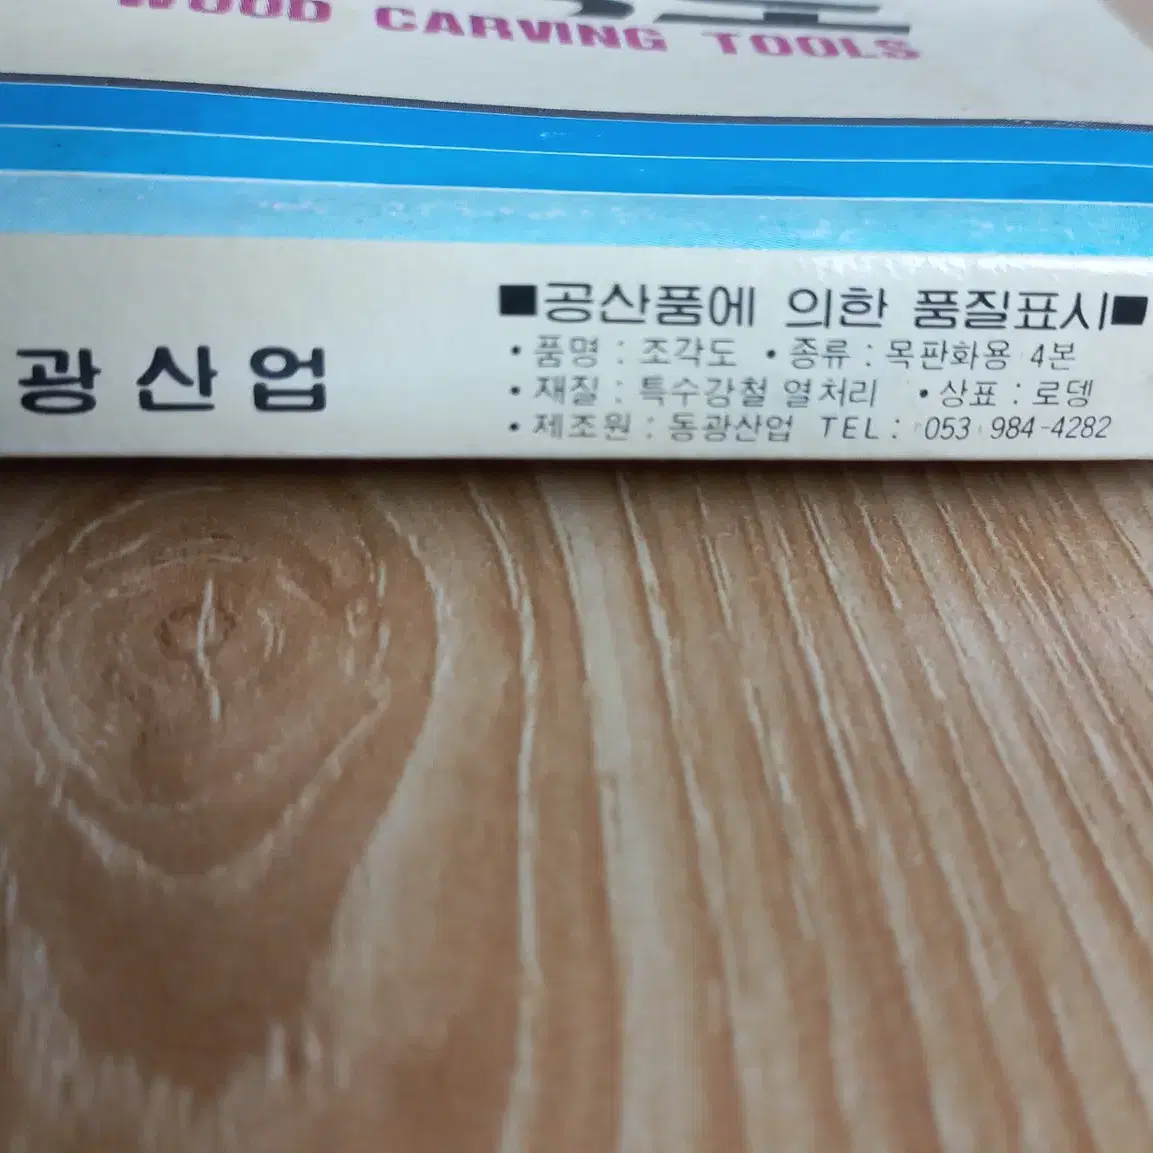 WOOD CARVING TOOLS
광산업
■공산품에 의한 품질표시■
• 품명 : 조각도 • 종류 : 목판화용 4본
• 재질 : 특수강철 열처리 • 상표 : 로뎅
• 제조원 : 동광산업 TEL : 053 984-4282